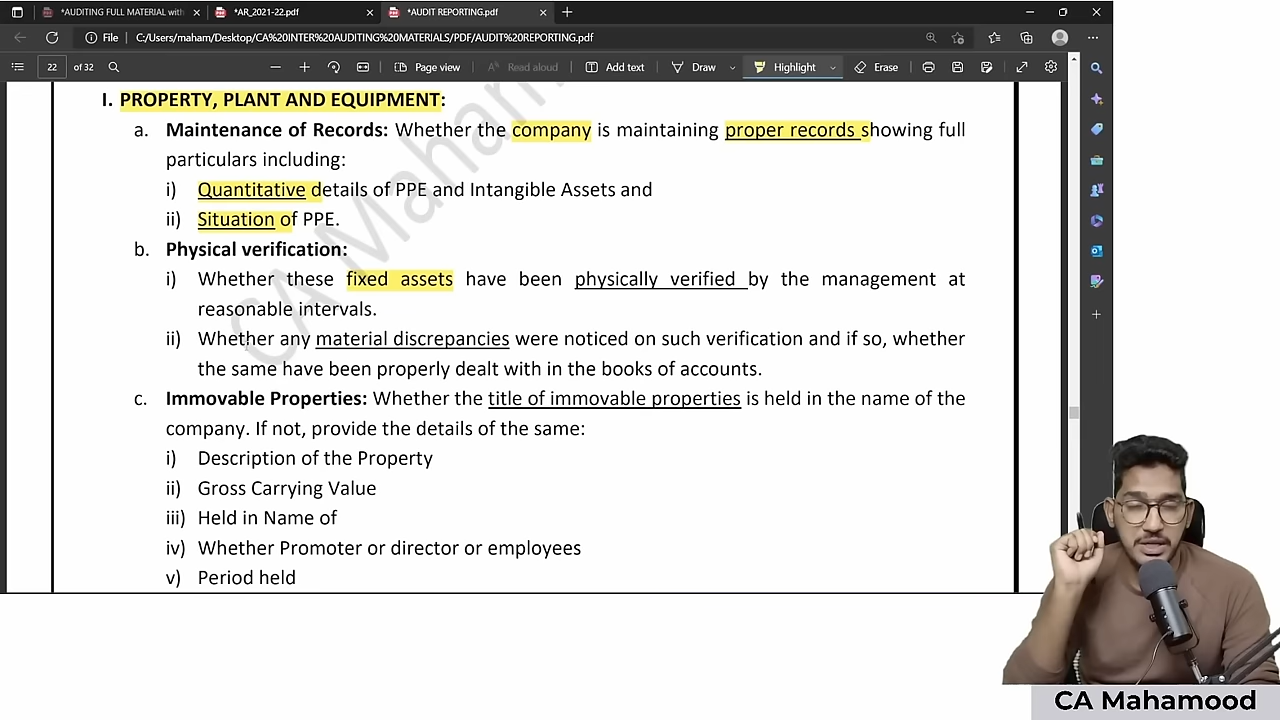 *AUDITING FULL MATERIAL with
*AR_2021-22.pdf
*AUDIT REPORTING.pdf
File
C:/Users/maham/Desktop/CA%20INTER%20AUDITING%20MATERIALS/PDF/AUDIT%20REPORTING.pdf
22 of 32
Page view
Read aloud
Add text
Draw
Highlight
Erase
I. PROPERTY, PLANT AND EQUIPMENT:
a. Maintenance of Records: Whether the company is maintaining proper records showing full
particulars including:
i) Quantitative details of PPE and Intangible Assets and
ii) Situation of PPE.
b. Physical verification:
i) Whether these fixed assets have been physically verified by the management at
reasonable intervals.
ii) Whether any material discrepancies were noticed on such verification and if so, whether
the same have been properly dealt with in the books of accounts.
c. Immovable Properties: Whether the title of immovable properties is held in the name of the
company. If not, provide the details of the same:
i) Description of the Property
ii) Gross Carrying Value
iii) Held in Name of
iv) Whether Promoter or director or employees
v) Period held
CA Maham
CA Mahamood